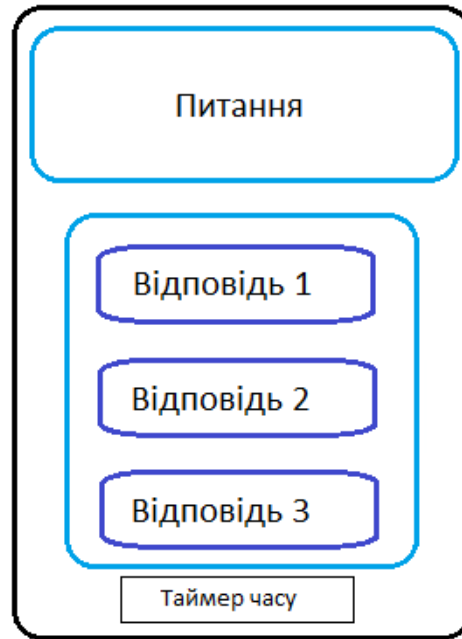 Питання
Відповідь 1
Відповідь 2
Відповідь 3
Таймер часу